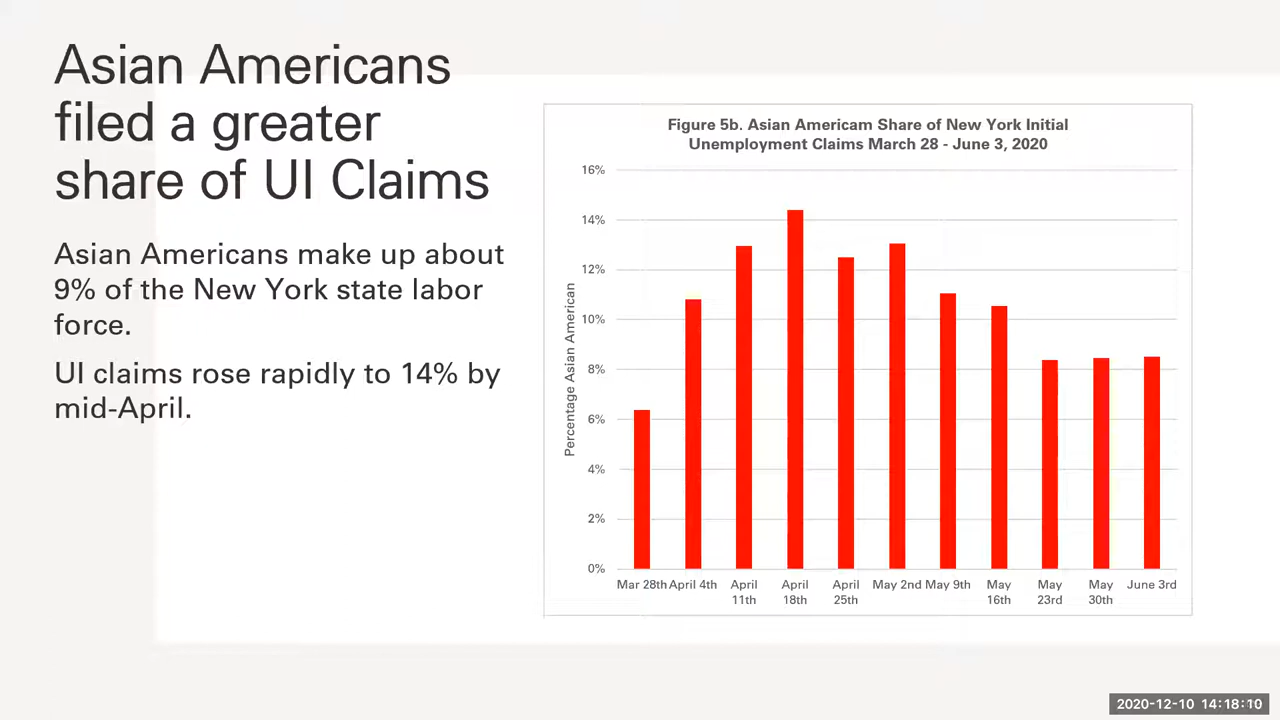 Asian Americans
filed a greater
share of UI Claims
Asian Americans make up about
9% of the New York state labor
force.
UI claims rose rapidly to 14% by
mid-April.
Figure 5b. Asian Americam Share of New York Initial
Unemployment Claims March 28 - June 3, 2020
Percentage Asian American
16%
14%
12%
10%
8%
6%
4%
2%
0%
Mar 28th April 4th April 11th April 18th April 25th May 2nd May 9th May 16th May 23rd May 30th June 3rd
2020-12-10 14:18:10